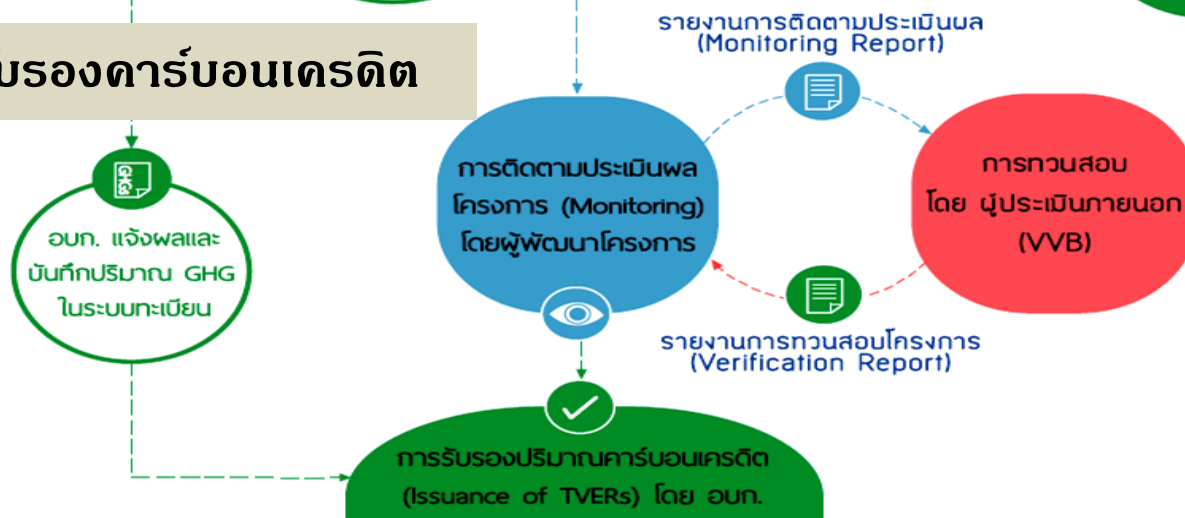 รายงานการติดตามประเมินผล
(Monitoring Report)
บรองคาร์บอนเครดิต
GHGs
อบก. แจ้งผลและ
บันทึกปริมาณ GHG
ในระบบทะเบียน
การติดตามประเมินผล
โครงการ (Monitoring)
โดยผู้พัฒนาโครงการ
การทวนสอบ
โดย ผู้ประเมินภายนอก
(VVB)
รายงานการทวนสอบโครงการ
(Verification Report)
การรับรองปริมาณคาร์บอนเครดิต
(Issuance of TVERs) โดย อบก.